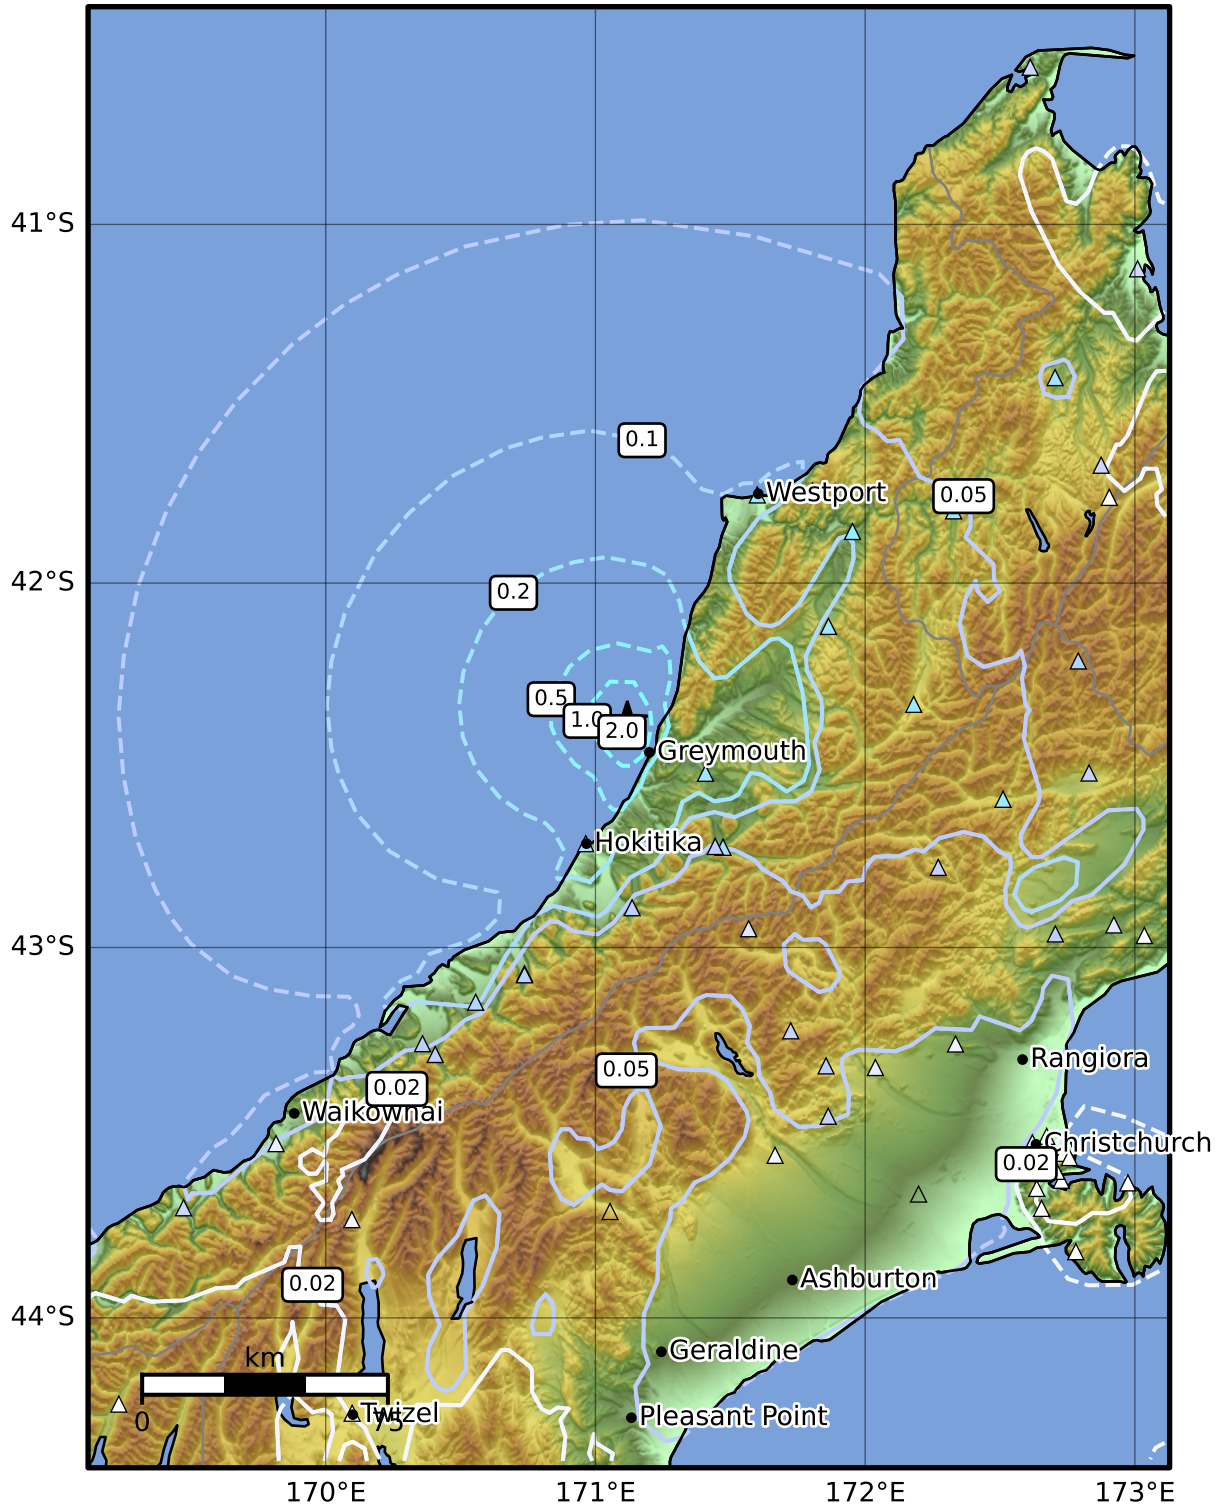 41°S
0.1
Westport
0.05
42°S
0.2
0.5
1.0
2.0
Greymouth
Hokitika
43°S
Rangiora
0.05
0.02
Waikownai
Christchurch
0.02
Ashburton
0.02
44°S
Geraldine
km
Twizel
Pleasant Point
0
75
170°E
171°E
172°E
173°E